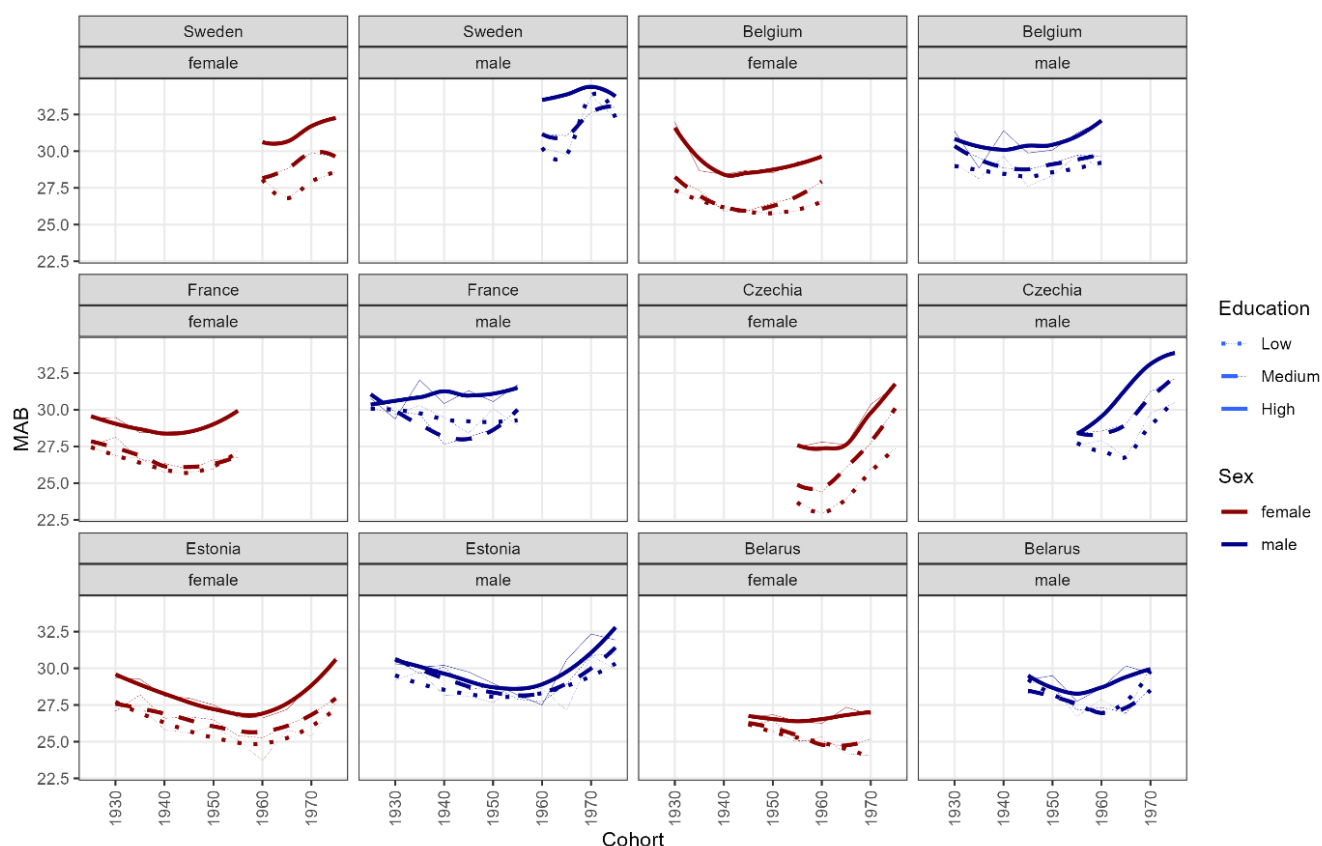 Sweden
Sweden
Belgium
Belgium
female
male
female
male
32.5
30.0
27.5
25.0
22.5
France
France
Czechia
Czechia
female
male
female
male
32.5
30.0
27.5
25.0
22.5
Estonia
Estonia
Belarus
Belarus
female
male
female
male
32.5
30.0
27.5
25.0
22.5
1930
1940
1950
1960
1970
1930
1940
1950
1960
1970
1930
1940
1950
1960
1970
1930
1940
1950
1960
1970
MAB
Cohort
Education
Low
Medium
High
Sex
female
male